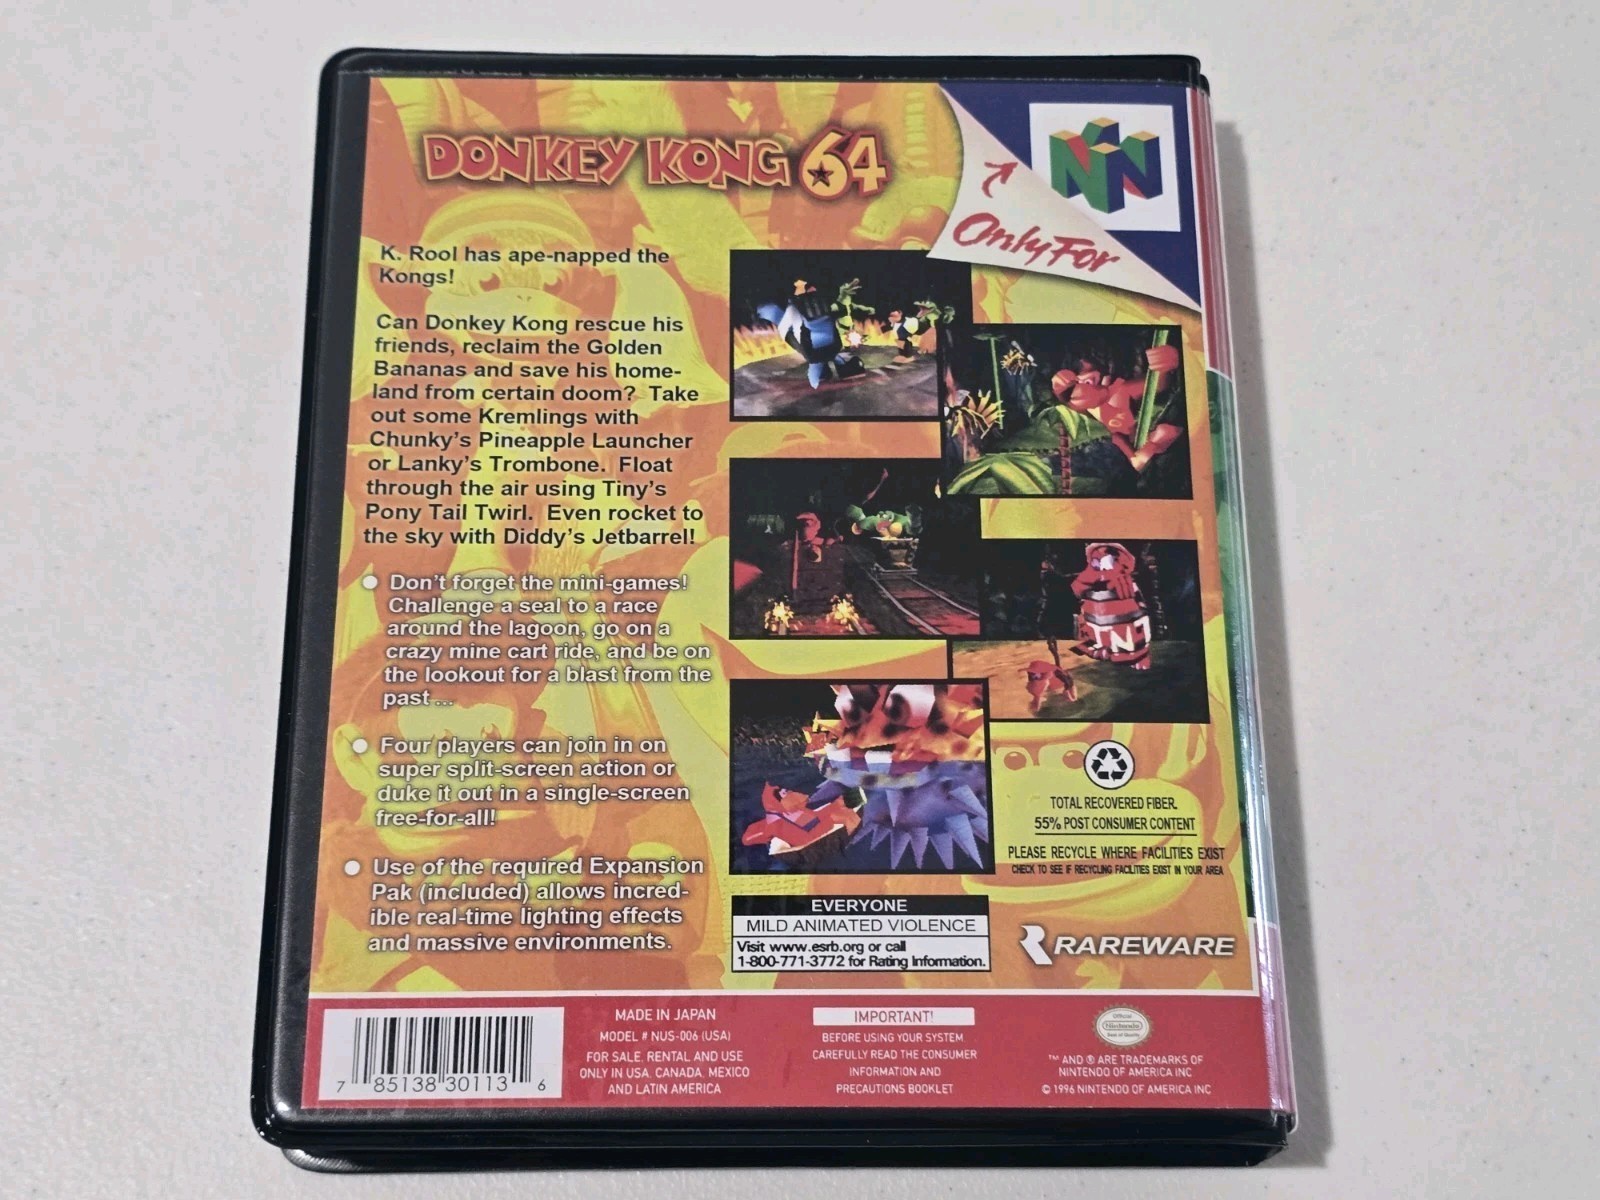 DONKEY KONG 64
Only For
K. Rool has ape-napped the
Kongs!
Can Donkey Kong rescue his
friends, reclaim the Golden
Bananas and save his home-
land from certain doom? Take
out some Kremlings with
Chunky's Pineapple Launcher
or Lanky's Trombone. Float
through the air using Tiny's
Pony Tail Twirl. Even rocket to
the sky with Diddy's Jetbarrel!
Don't forget the mini-games!
Challenge a seal to a race
around the lagoon, go on a
crazy mine cart ride, and be on
the lookout for a blast from the
past ...
Four players can join in on
super split-screen action or
duke it out in a single-screen
free-for-all!
Use of the required Expansion
Pak (included) allows incred-
ible real-time lighting effects
and massive environments.
TNT
TOTAL RECOVERED FIBER.
55% POST CONSUMER CONTENT
PLEASE RECYCLE WHERE FACILITIES EXIST
CHECK TO SEE IF RECYCLING FACILITIES EXIST IN YOUR AREA
EVERYONE
MILD ANIMATED VIOLENCE
Visit www.esrb.org or call
1-800-771-3772 for Rating Information.
RAREWARE
7 85138 30113 6
MADE IN JAPAN
MODEL # NUS-006 (USA)
FOR SALE, RENTAL AND USE
ONLY IN USA, CANADA, MEXICO
AND LATIN AMERICA
IMPORTANT!
BEFORE USING YOUR SYSTEM
CAREFULLY READ THE CONSUMER
INFORMATION AND
PRECAUTIONS BOOKLET
Official
Nintendo
Seal of Quality
™ AND ® ARE TRADEMARKS OF
NINTENDO OF AMERICA INC
© 1996 NINTENDO OF AMERICA INC